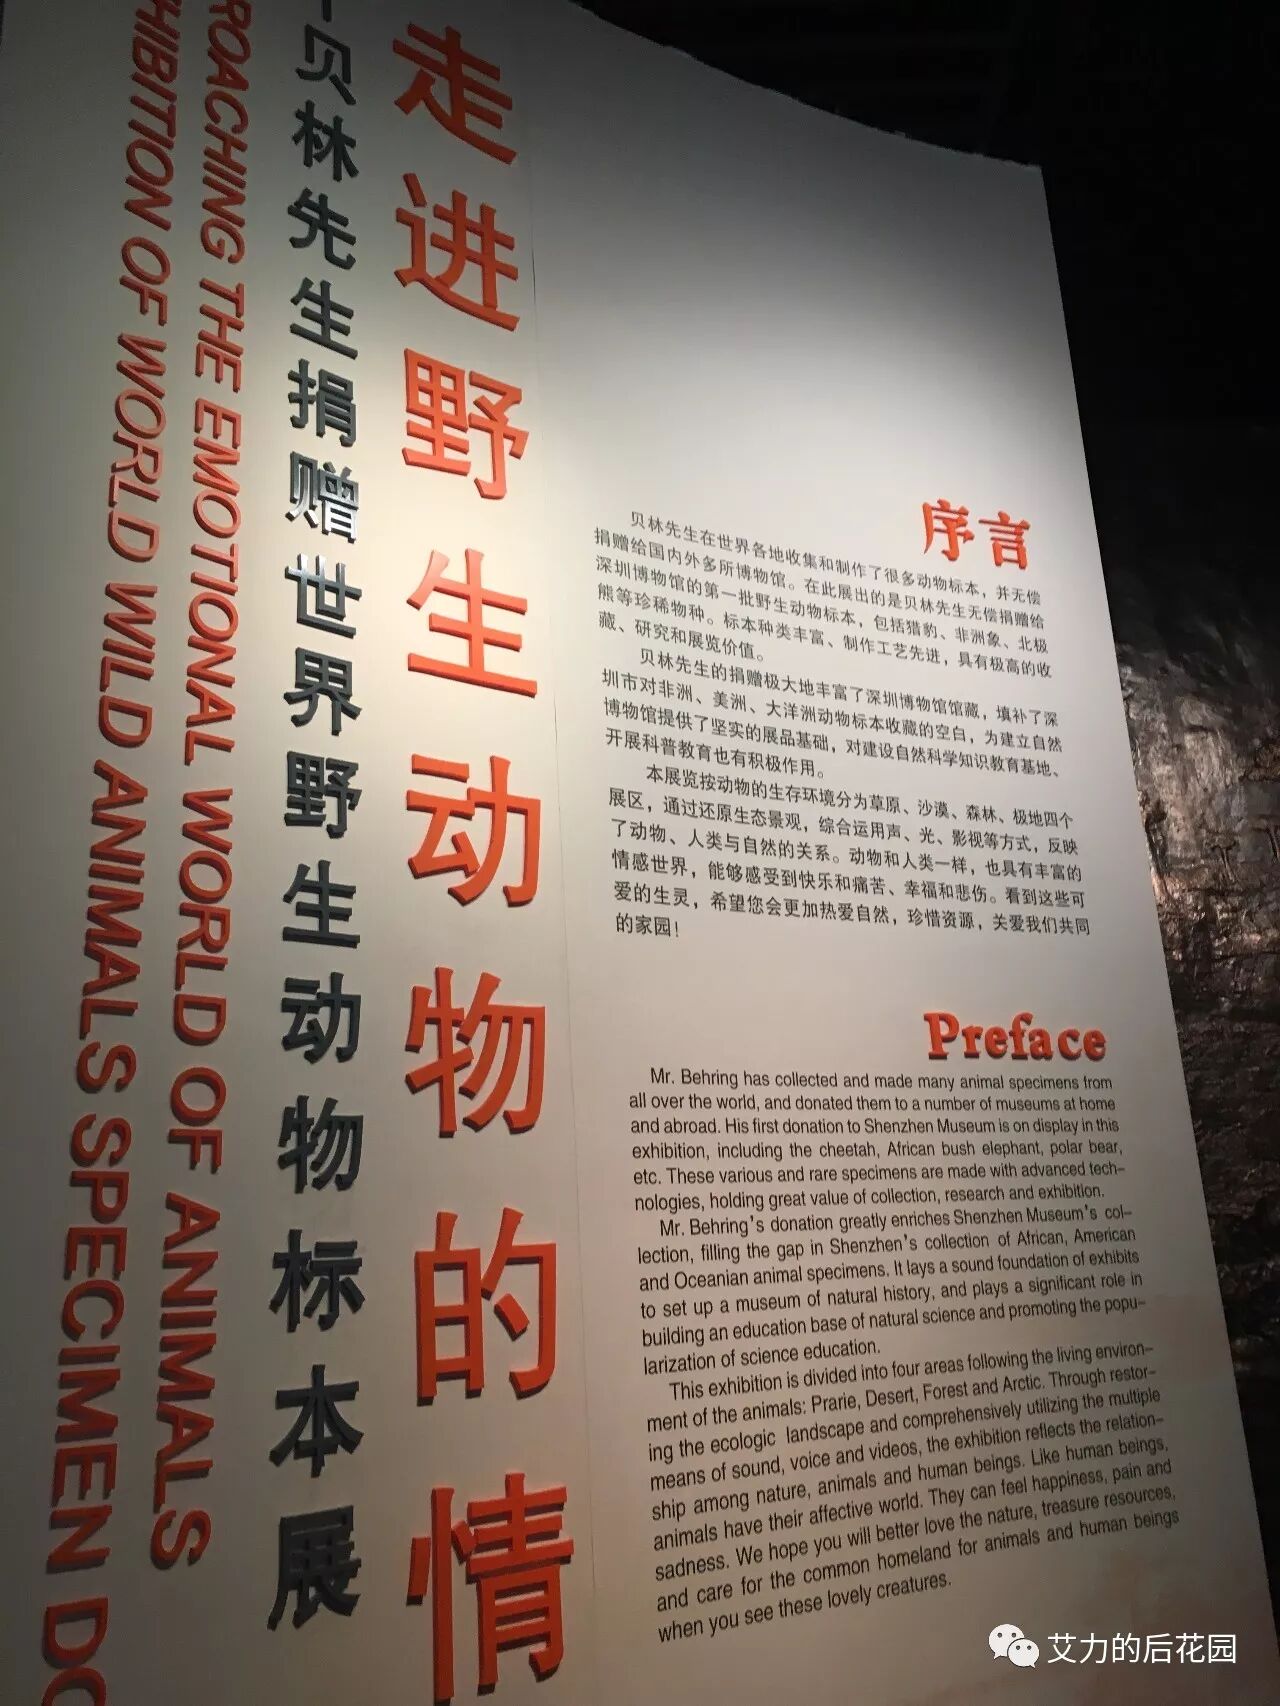 走进野生动物的情
贝林先生捐赠世界野生动物标本展
ROACHING THE EMOTIONAL WORLD OF ANIMALS
HIBITION OF WORLD WILD ANIMALS SPECIMEN DO
序言
贝林先生在世界各地收集和制作了很多动物标本，并无偿
捐赠给国内外多所博物馆。在此展出的是贝林先生无偿捐赠给
深圳博物馆的第一批野生动物标本，包括猎豹、非洲象、北极
熊等珍稀物种。标本种类丰富、制作工艺先进，具有极高的收
藏、研究和展览价值。
贝林先生的捐赠极大地丰富了深圳博物馆馆藏，填补了深
圳市对非洲、美洲、大洋洲动物标本收藏的空白，为建立自然
博物馆提供了坚实的展品基础，对建设自然科学知识教育基地、
开展科普教育也有积极作用。
本展览按动物的生存环境分为草原、沙漠、森林、极地四个
展区，通过还原生态景观，综合运用声、光、影视等方式，反映
了动物、人类与自然的关系。动物和人类一样，也具有丰富的
情感世界，能够感受到快乐和痛苦、幸福和悲伤。看到这些可
爱的生灵，希望您会更加热爱自然，珍惜资源，关爱我们共同
的家园！
Preface
Mr. Behring has collected and made many animal specimens from
all over the world, and donated them to a number of museums at home
and abroad. His first donation to Shenzhen Museum is on display in this
exhibition, including the cheetah, African bush elephant, polar bear,
etc. These various and rare specimens are made with advanced tech-
nologies, holding great value of collection, research and exhibition.
Mr. Behring's donation greatly enriches Shenzhen Museum's col-
lection, filling the gap in Shenzhen's collection of African, American
and Oceanian animal specimens. It lays a sound foundation of exhibits
to set up a museum of natural history, and plays a significant role in
building an education base of natural science and promoting the popu-
larization of science education.
This exhibition is divided into four areas following the living environ-
ment of the animals: Prarie, Desert, Forest and Arctic. Through restor-
ing the ecologic landscape and comprehensively utilizing the multiple
means of sound, voice and videos, the exhibition reflects the relation-
ship among nature, animals and human beings. Like human beings,
animals have their affective world. They can feel happiness, pain and
sadness. We hope you will better love the nature, treasure resources,
and care for the common homeland for animals and human beings
when you see these lovely creatures.
艾力的后花园